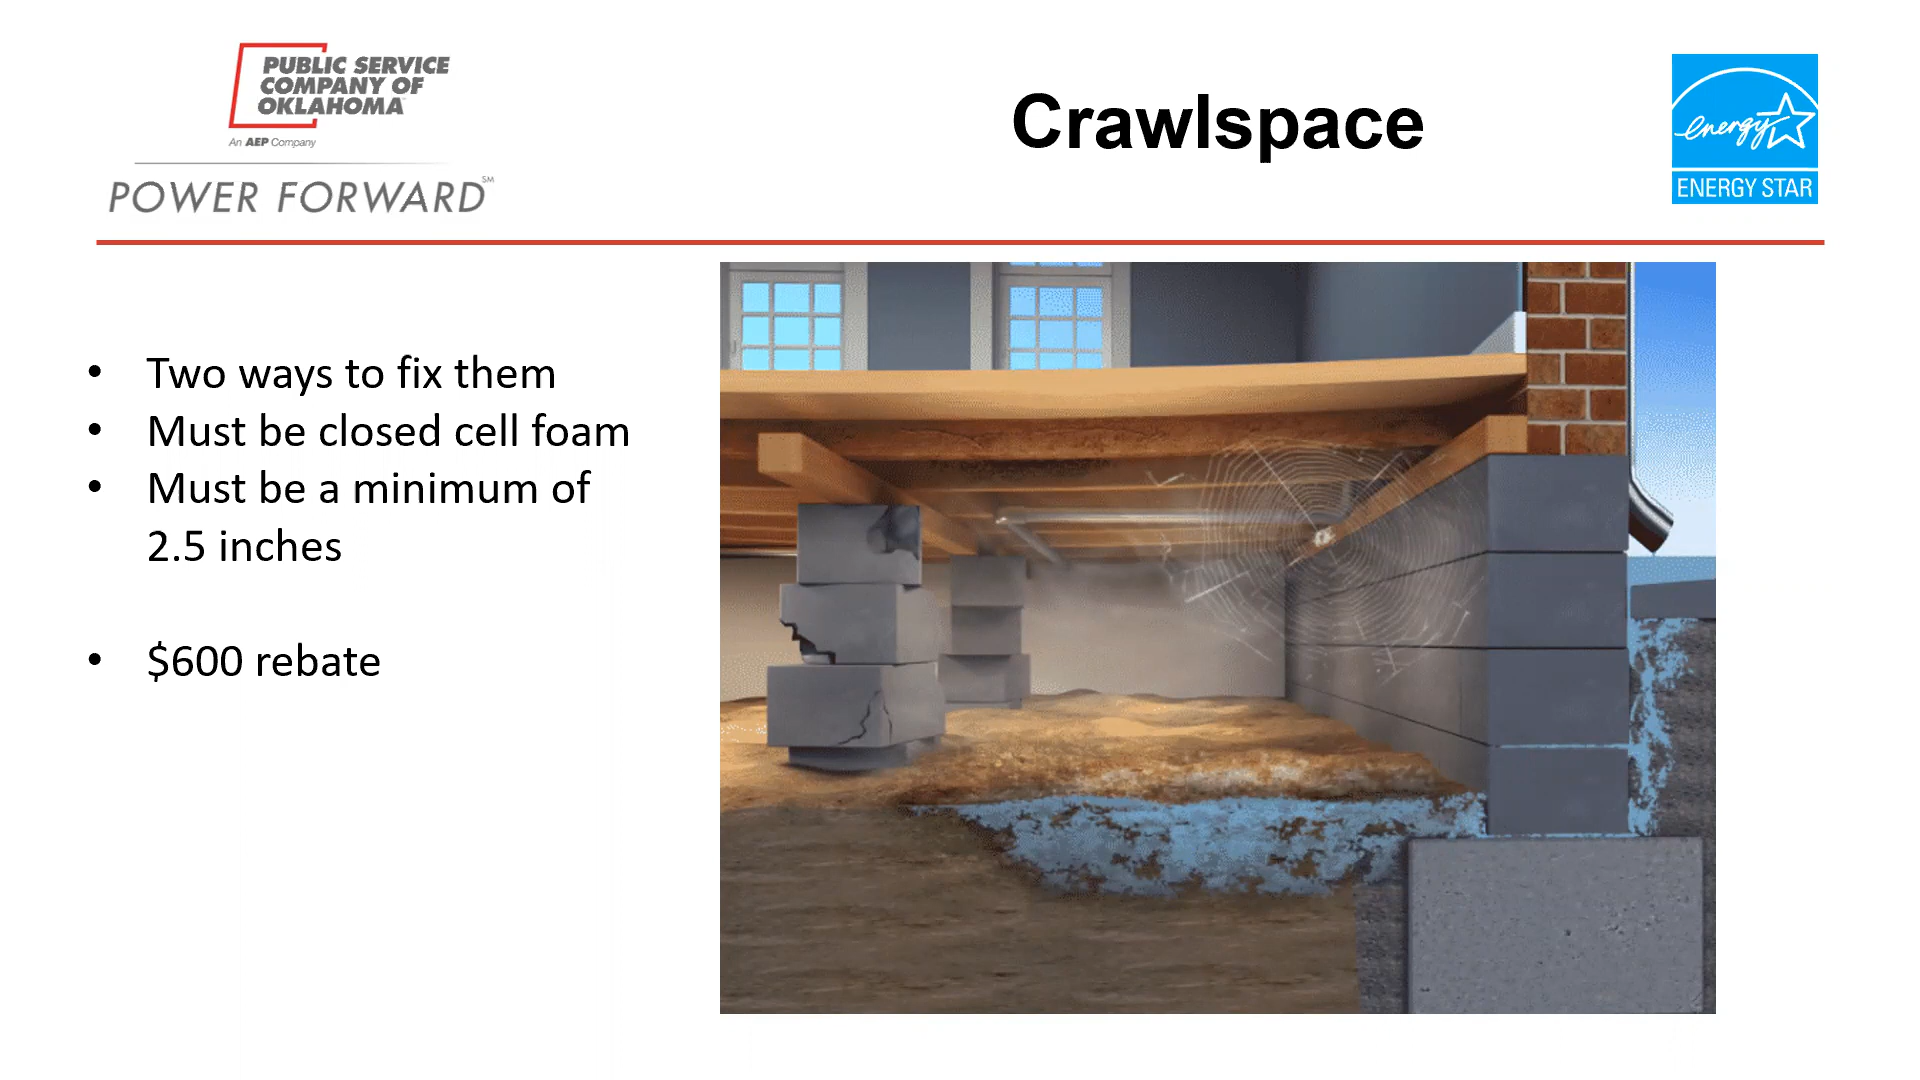 PUBLIC SERVICE
COMPANY OF
OKLAHOMA
An AEP Company
POWER FORWARD℠
Crawlspace
energy
ENERGY STAR
• Two ways to fix them
• Must be closed cell foam
• Must be a minimum of
2.5 inches
• $600 rebate